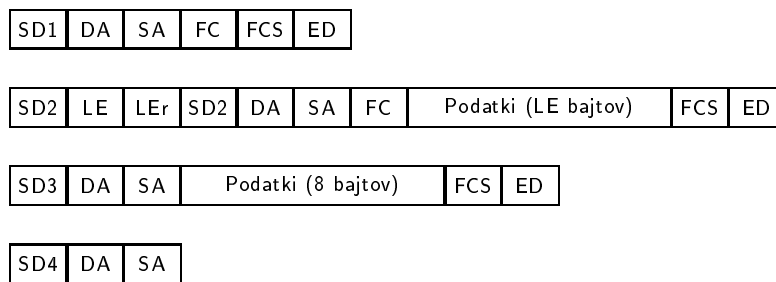 SD1 DA SA FC FCS ED
SD2 LE LEr SD2 DA SA FC Podatki (LE bajtov) FCS ED
SD3 DA SA Podatki (8 bajtov) FCS ED
SD4 DA SA